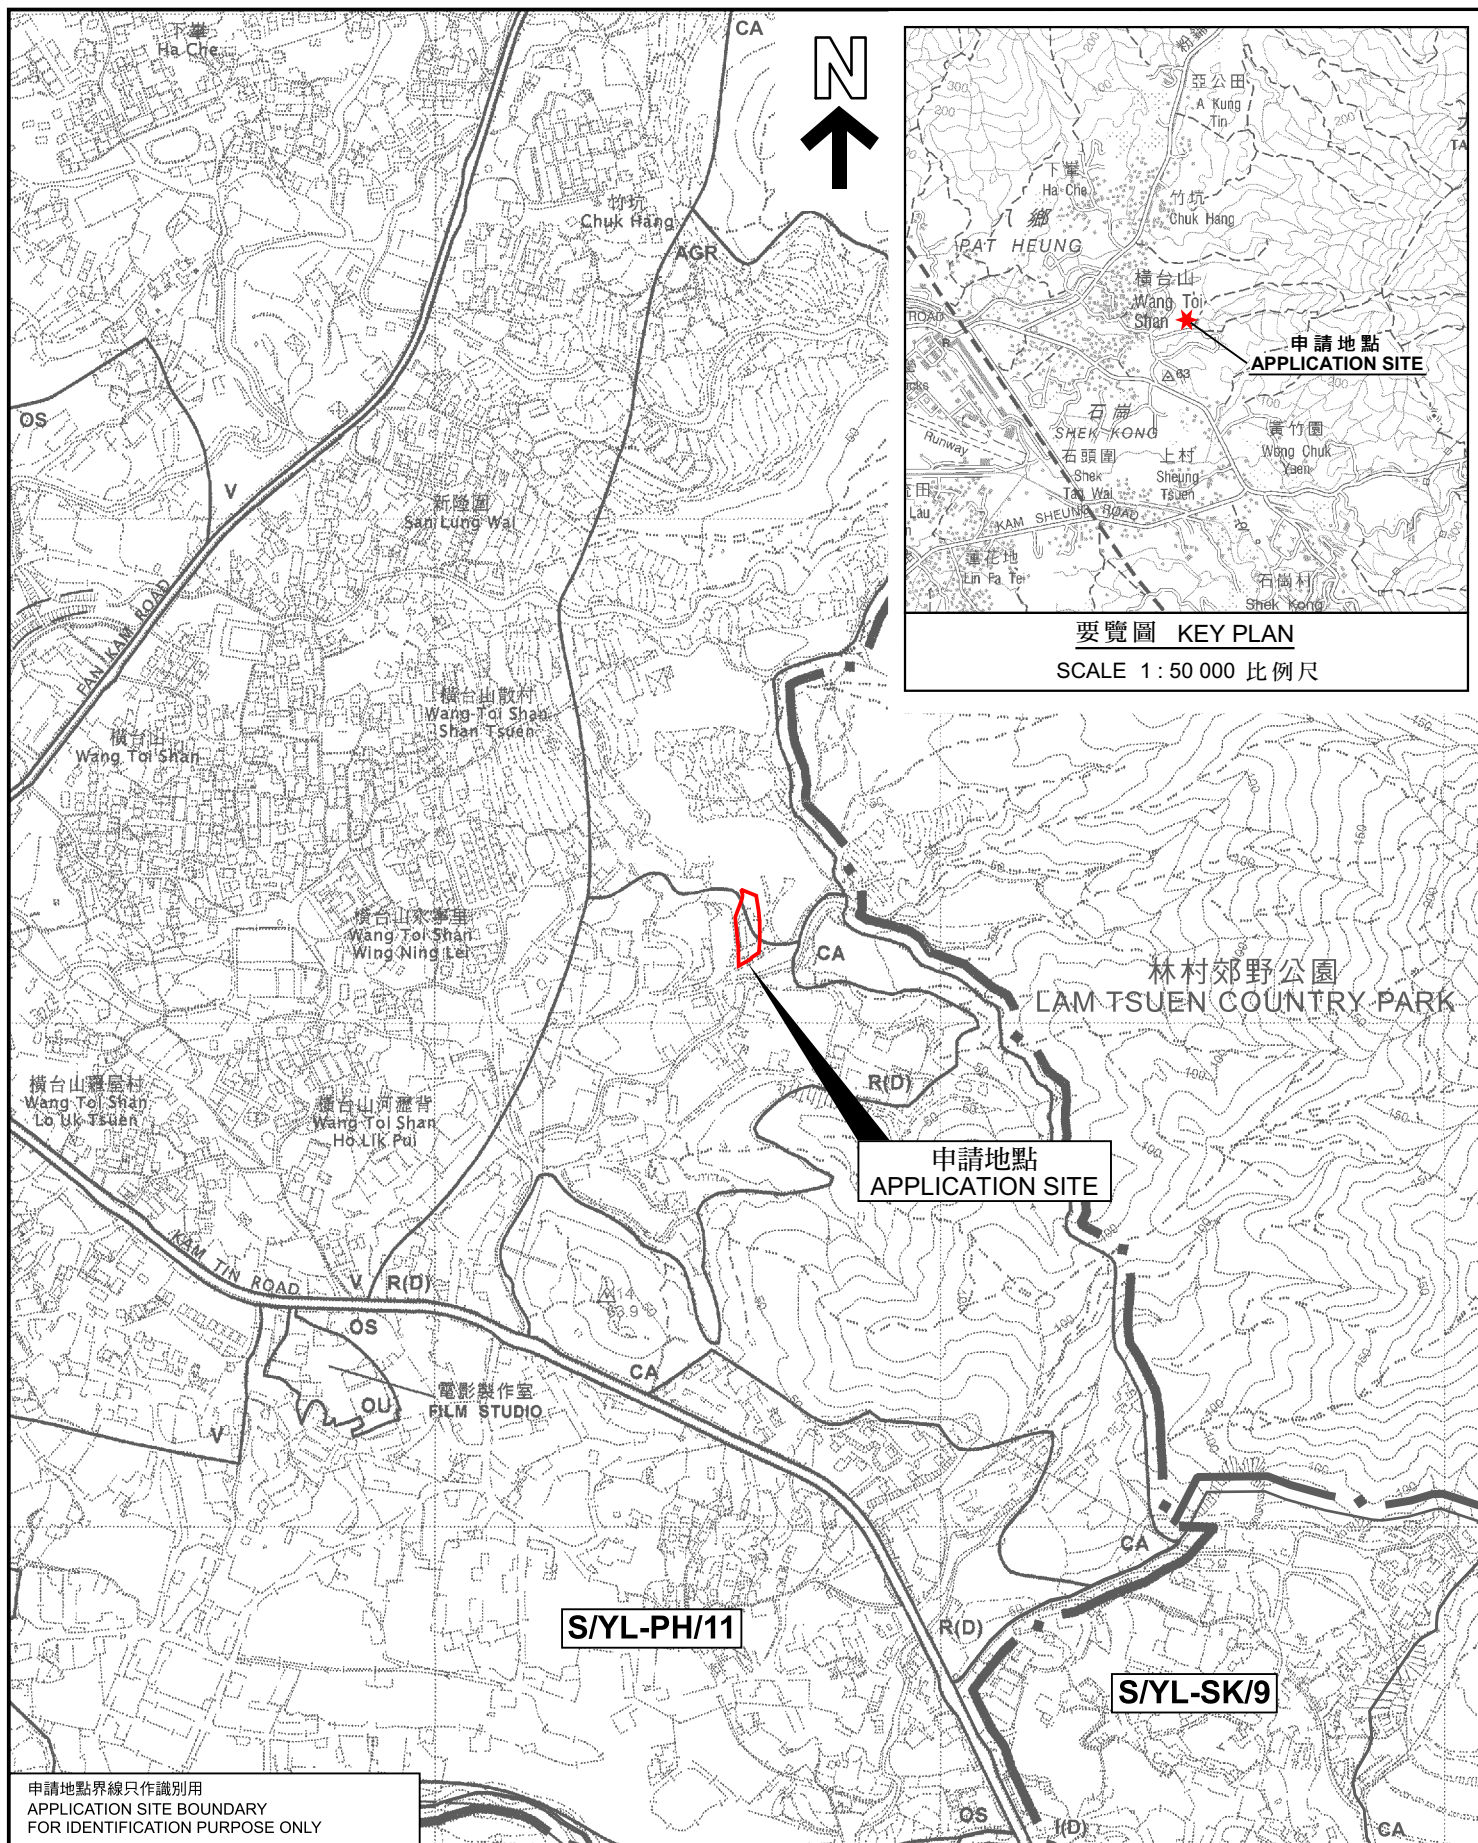 下輋
Ha Che
CA
N
竹坑
Chuk Hang
AGR
OS
V
新隆圍
San Lung Wai
FAN KAM ROAD
橫台山散村
Wang Toi Shan
Shan Tsuen
橫台山
Wang Toi Shan
橫台山永寧里
Wang Toi Shan
Wing Ning Lei
CA
林村郊野公園
LAM TSUEN COUNTRY PARK
橫台山羅屋村
Wang Toi Shan
Lo Uk Tsuen
橫台山河瀝背
Wang Toi Shan
Ho Lik Pui
R(D)
申請地點
APPLICATION SITE
KAM TIN ROAD
V
R(D)
OS
CA
電影製作室
FILM STUDIO
OU
V
CA
S/YL-PH/11
R(D)
S/YL-SK/9
OS
I(D)
CA
申請地點界線只作識別用
APPLICATION SITE BOUNDARY
FOR IDENTIFICATION PURPOSE ONLY
亞公田
A Kung
Tin
下輋
Ha Che
竹坑
Chuk Hang
八鄉
PAT HEUNG
橫台山
Wang Toi
Shan
ROAD
申請地點
APPLICATION SITE
63
石崗
SHEK KONG
Runway
石頭圍
Shek
Tau Wai
上村
Sheung
Tsuen
黃竹園
Wong Chuk
Yuen
KAM SHEUNG ROAD
蓮花地
Lin Fa Tei
石崗村
Shek Kong
要覽圖 KEY PLAN
SCALE 1 : 50 000 比例尺